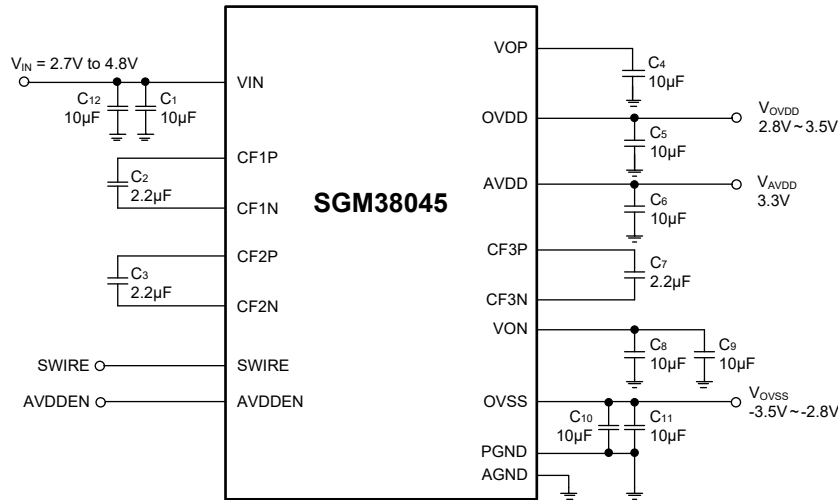 V_IN = 2.7V to 4.8V
C12
10µF
C1
10µF
VIN
C2
2.2µF
CF1P
CF1N
C3
2.2µF
CF2P
CF2N
SWIRE
SWIRE
AVDDEN
AVDDEN
SGM38045
VOP
C4
10µF
OVDD
C5
10µF
VOVDD
2.8V~3.5V
AVDD
C6
10µF
VAVDD
3.3V
CF3P
CF3N
C7
2.2µF
VON
C8
10µF
C9
10µF
OVSS
C10
10µF
C11
10µF
VOVSS
-3.5V~-2.8V
PGND
AGND